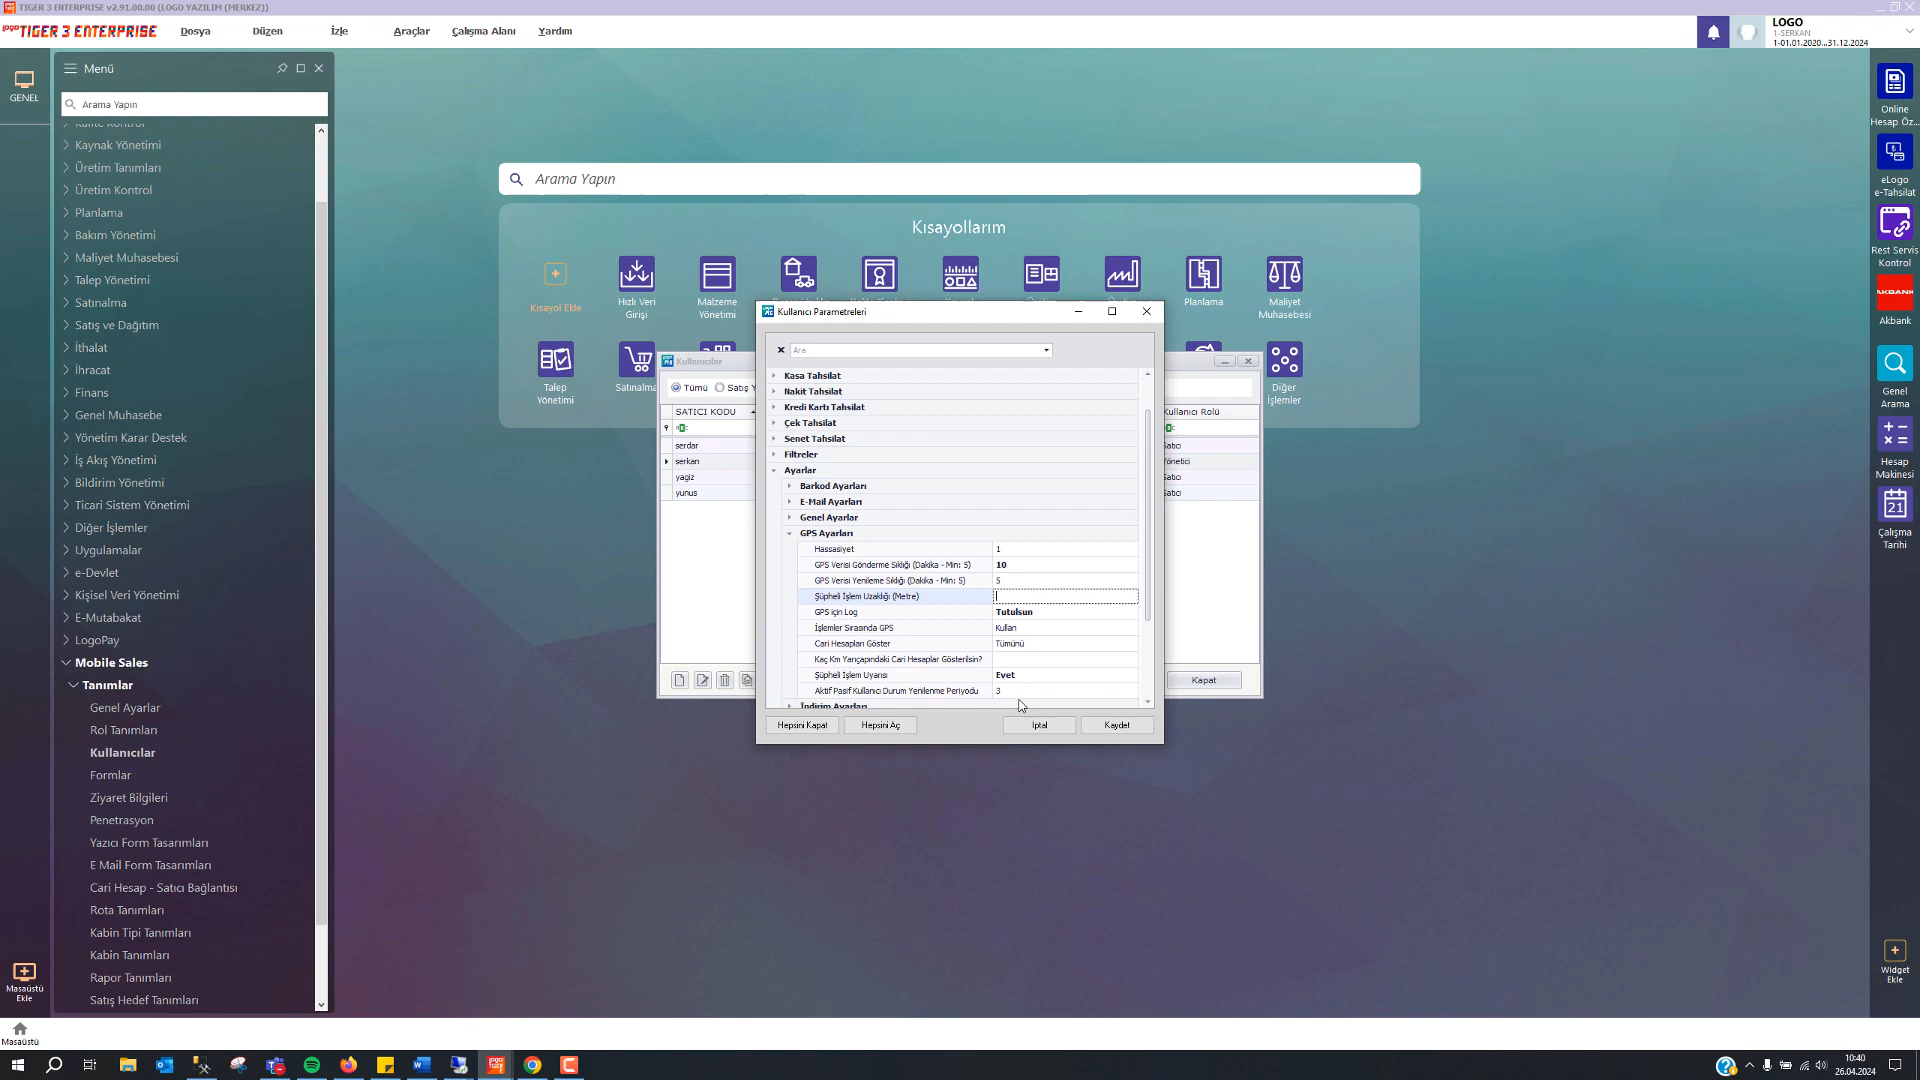 TIGER 3 ENTERPRISE v2.91.00.00 (LOGO YAZILIM (MERKEZ))
logo TIGER 3 ENTERPRISE
Dosya
Düzen
İzle
Araçlar
Çalışma Alanı
Yardım
LOGO
1-SERKAN
1-01.01.2020...31.12.2024
GENEL
Menü
Arama Yapın
Kalite Kontrol
Kaynak Yönetimi
Üretim Tanımları
Üretim Kontrol
Planlama
Bakım Yönetimi
Maliyet Muhasebesi
Talep Yönetimi
Satınalma
Satış ve Dağıtım
İthalat
İhracat
Finans
Genel Muhasebe
Yönetim Karar Destek
İş Akış Yönetimi
Bildirim Yönetimi
Ticari Sistem Yönetimi
Diğer İşlemler
Uygulamalar
e-Devlet
Kişisel Veri Yönetimi
E-Mutabakat
LogoPay
Mobile Sales
Tanımlar
Genel Ayarlar
Rol Tanımları
Kullanıcılar
Formlar
Ziyaret Bilgileri
Penetrasyon
Yazıcı Form Tasarımları
E Mail Form Tasarımları
Cari Hesap - Satıcı Bağlantısı
Rota Tanımları
Kabin Tipi Tanımları
Kabin Tanımları
Rapor Tanımları
Satış Hedef Tanımları
Masaüstü
Ekle
Arama Yapın
Kısayollarım
Kısayol Ekle
Hızlı Veri
Girişi
Malzeme
Yönetimi
Planlama
Maliyet
Muhasebesi
Talep
Yönetimi
Satınalma
Diğer
İşlemler
Kullanıcılar
Tümü
Satış Y
SATICI KODU
Kullanıcı Rolü
serdar
Satıcı
serkan
Yönetici
yagiz
Satıcı
yunus
Satıcı
Kapat
Kullanıcı Parametreleri
Ara
Kasa Tahsilat
Nakit Tahsilat
Kredi Kartı Tahsilat
Çek Tahsilat
Senet Tahsilat
Filtreler
Ayarlar
Barkod Ayarları
E-Mail Ayarları
Genel Ayarlar
GPS Ayarları
Hassasiyet 1
GPS Verisi Gönderme Sıklığı (Dakika - Min: 5) 10
GPS Verisi Yenileme Sıklığı (Dakika - Min: 5) 5
Şüpheli İşlem Uzaklığı (Metre)
GPS için Log Tutulsun
İşlemler Sırasında GPS Kullan
Cari Hesapları Göster Tümünü
Kaç Km Yarıçapındaki Cari Hesaplar Gösterilsin?
Şüpheli İşlem Uyarısı Evet
Aktif Pasif Kullanıcı Durum Yenilenme Periyodu 3
İndirim Ayarları
Hepsini Kapat
Hepsini Aç
İptal
Kaydet
Online
Hesap Öz...
eLogo
e-Tahsilat
Rest Servis
Kontrol
AKBANK
Akbank
Genel
Arama
Hesap
Makinesi
21
Çalışma
Tarihi
Widget
Ekle
Masaüstü
10:40
26.04.2024